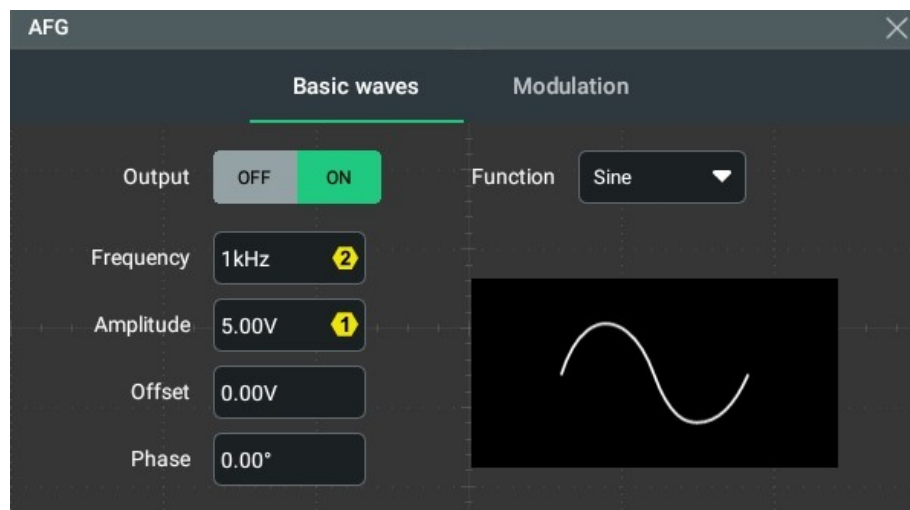 AFG
Basic waves Modulation
Output OFF ON Function Sine
Frequency 1kHz 2
Amplitude 5.00V 1
Offset 0.00V
Phase 0.00°